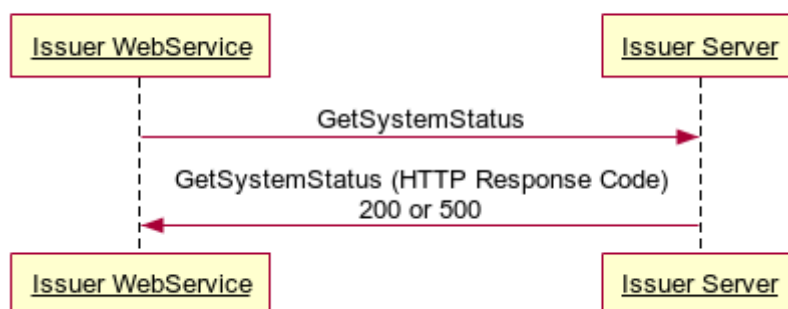 Issuer WebService
Issuer Server
GetSystemStatus
GetSystemStatus (HTTP Response Code)
200 or 500
Issuer WebService
Issuer Server